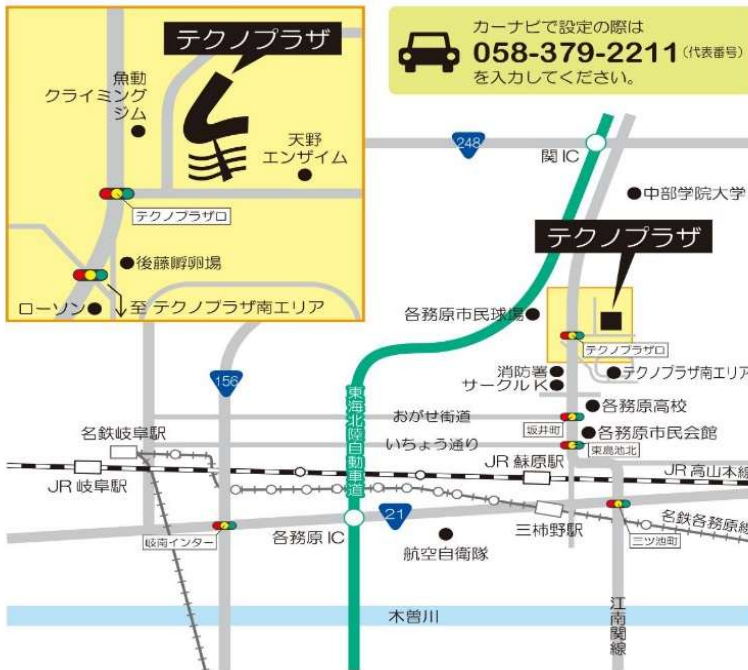 テクノプラザ
魚動
クライミング
ジム
天野
エンザイム
テクノプラザ口
後藤孵卵場
ローソン
至 テクノプラザ南エリア
カーナビで設定の際は
058-379-2211(代表番号)
を入力してください。
248
関IC
中部学院大学
テクノプラザ
各務原市民球場
テクノプラザ口
消防署
サークルK
テクノプラザ南エリア
156
東海北陸自動車道
おがせ街道
坂井町
各務原高校
各務原市民会館
いちょう通り
東島池北
名鉄岐阜駅
JR 岐阜駅
JR 蘇原駅
JR 高山本線
21
岐南インター
各務原IC
航空自衛隊
三柿野駅
三ツ池町
名鉄各務原線
木曽川
江南関線